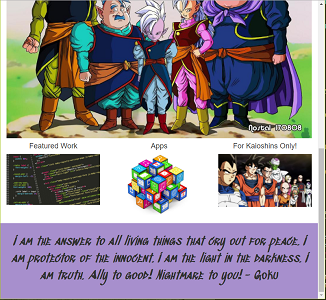 Nostal 170808
Featured Work
Apps
For Kaioshins Only!
I am the answer to all living things that cry out for peace. I
am protector of the innocent. I am the light in the darkness. I
am truth. Ally to good! Nightmare to you! - Goku